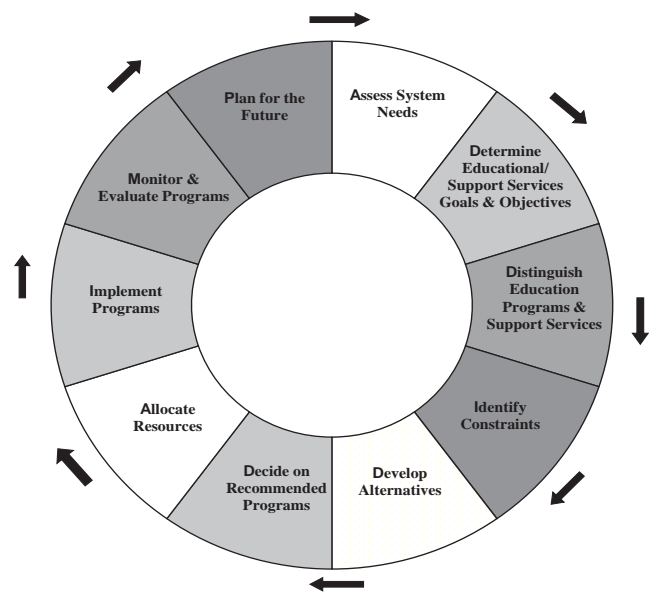 Assess System
Needs
Determine
Educational/
Support Services
Goals & Objectives
Distinguish
Education
Programs &
Support Services
Identify
Constraints
Develop
Alternatives
Decide on
Recommended
Programs
Allocate
Resources
Implement
Programs
Monitor &
Evaluate Programs
Plan for the
Future